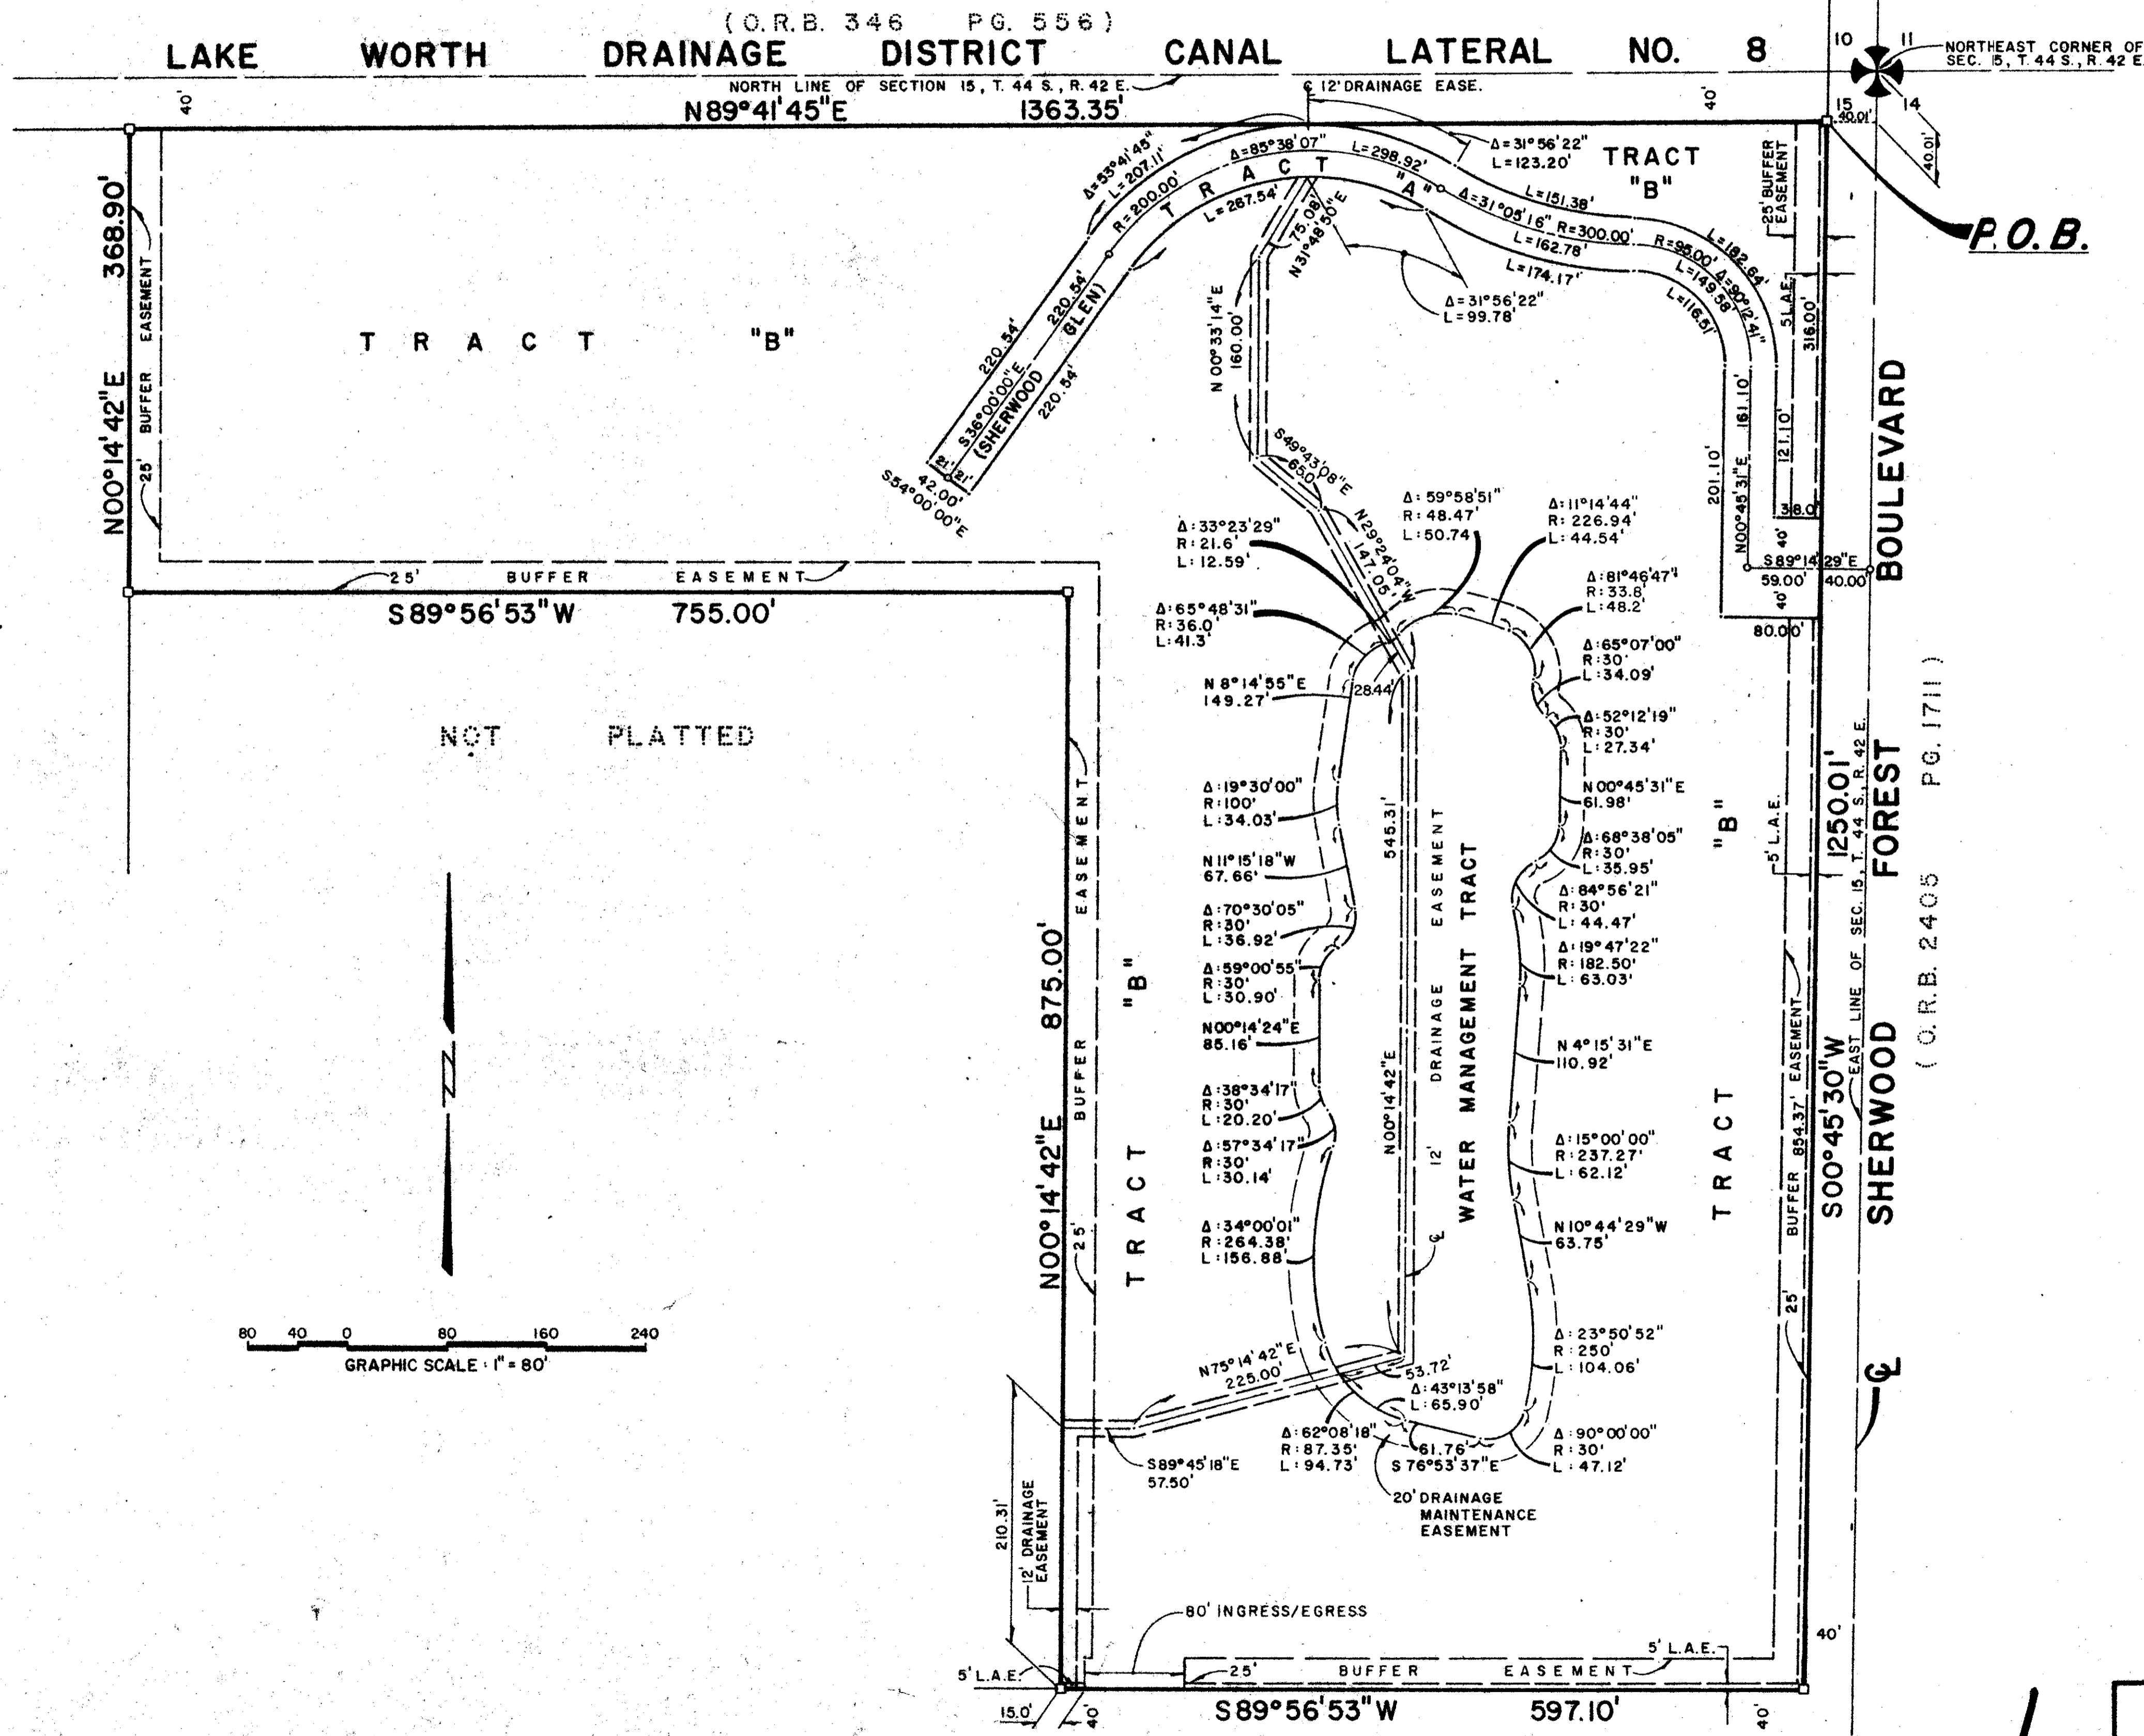 (O.R.B. 346 PG. 556)
LAKE WORTH DRAINAGE DISTRICT CANAL LATERAL NO. 8
10 11
15 14
NORTHEAST CORNER OF
SEC. 15, T. 44 S., R. 42 E.
NORTH LINE OF SECTION 15, T. 44 S., R. 42 E.
℄ 12' DRAINAGE EASE.
40'
40'
40.01'
40.01'
N89°41'45"E 1363.35'
P.O.B.
TRACT
"B"
25' BUFFER
EASEMENT
Δ=53°41'45"
L=207.11'
Δ=85°38'07"
L=298.92'
R=200.00'
TRACT "A"
L=267.54'
Δ=31°56'22"
L=123.20'
L=151.38'
Δ=31°05'16" R=300.00'
L=162.78'
L=174.17'
L=182.64'
R=95.00' Δ=90°12'41"
L=149.58'
L=116.51'
75.08'
N31°48'50"E
Δ=31°56'22"
L=99.78'
N00°33'14"E
160.00'
5' L.A.E.
316.00'
368.90'
N00°14'42"E
25' BUFFER EASEMENT
TRACT "B"
220.54'
220.54'
S36°00'00"E
(SHERWOOD GLEN)
220.54'
21' 21'
42.00'
S54°00'00"E
201.10'
N00°45'31"E 161.10'
121.10'
38.0'
40'
S89°14'29"E
59.00' 40.00'
40'
80.00'
S49°43'08"E
65.0'
N29°24'04"W
147.05'
Δ:33°23'29"
R:21.6'
L:12.59'
Δ:59°58'51"
R:48.47'
L:50.74'
Δ:11°14'44"
R:226.94'
L:44.54'
Δ:81°46'47"
R:33.8'
L:48.2'
Δ:65°48'31"
R:36.0'
L:41.3'
Δ:65°07'00"
R:30'
L:34.09'
25' BUFFER EASEMENT
S89°56'53"W 755.00'
N8°14'55"E
149.27'
28.44'
Δ:52°12'19"
R:30'
L:27.34'
NOT PLATTED
Δ:19°30'00"
R:100'
L:34.03'
N00°45'31"E
61.98'
N11°15'18"W
67.66'
Δ:68°38'05"
R:30'
L:35.95'
Δ:70°30'05"
R:30'
L:36.92'
Δ:84°56'21"
R:30'
L:44.47'
Δ:59°00'55"
R:30'
L:30.90'
Δ:19°47'22"
R:182.50'
L:63.03'
N00°14'24"E
85.16'
N4°15'31"E
110.92'
Δ:38°34'17"
R:30'
L:20.20'
Δ:57°34'17"
R:30'
L:30.14'
Δ:15°00'00"
R:237.27'
L:62.12'
Δ:34°00'01"
R:264.38'
L:156.88'
N10°44'29"W
63.75'
N75°14'42"E
225.00'
53.72'
Δ:43°13'58"
L:65.90'
Δ:23°50'52"
R:250'
L:104.06'
Δ:62°08'18"
R:87.35'
L:94.73'
61.76'
S76°53'37"E
Δ:90°00'00"
R:30'
L:47.12'
S89°45'18"E
57.50'
20' DRAINAGE
MAINTENANCE
EASEMENT
N00°14'42"E 875.00'
25' BUFFER EASEMENT
TRACT "B"
N00°14'42"E 545.31'
12' DRAINAGE EASEMENT
℄
WATER MANAGEMENT TRACT
TRACT "B"
5' L.A.E.
25' BUFFER 854.37' EASEMENT
S00°45'30"W 1250.01'
EAST LINE OF SEC. 15, T. 44 S., R. 42 E.
℄ SHERWOOD FOREST BOULEVARD
(O.R.B. 2405 PG. 1711)
N
80 40 0 80 160 240
GRAPHIC SCALE : 1" = 80'
210.31'
12' DRAINAGE
EASEMENT
80' INGRESS/EGRESS
5' L.A.E.
5' L.A.E.
25' BUFFER EASEMENT
40'
15.0'
40'
40'
S89°56'53"W 597.10'